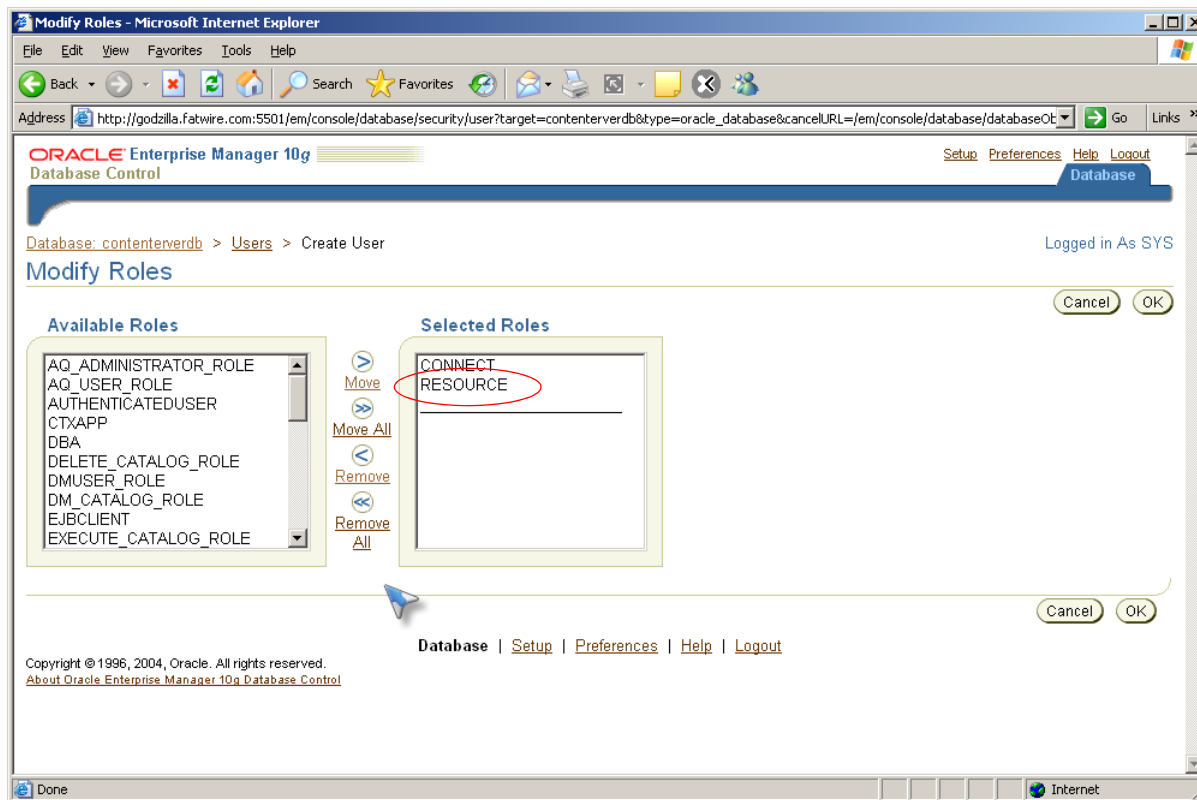 Modify Roles - Microsoft Internet Explorer
File Edit View Favorites Tools Help
Back Search Favorites
Address http://godzilla.fatwire.com:5501/em/console/database/security/user?target=contenterverdb&type=oracle_database&cancelURL=/em/console/database/databaseOb Go Links »
ORACLE Enterprise Manager 10g
Database Control
Setup Preferences Help Logout
Database
Database: contenterverdb > Users > Create User
Logged in As SYS
Modify Roles
Cancel OK
Available Roles
Selected Roles
AQ_ADMINISTRATOR_ROLE
AQ_USER_ROLE
AUTHENTICATEDUSER
CTXAPP
DBA
DELETE_CATALOG_ROLE
DMUSER_ROLE
DM_CATALOG_ROLE
EJBCLIENT
EXECUTE_CATALOG_ROLE
Move
Move All
Remove
Remove
All
CONNECT
RESOURCE
Cancel OK
Database | Setup | Preferences | Help | Logout
Copyright © 1996, 2004, Oracle. All rights reserved.
About Oracle Enterprise Manager 10g Database Control
Done
Internet